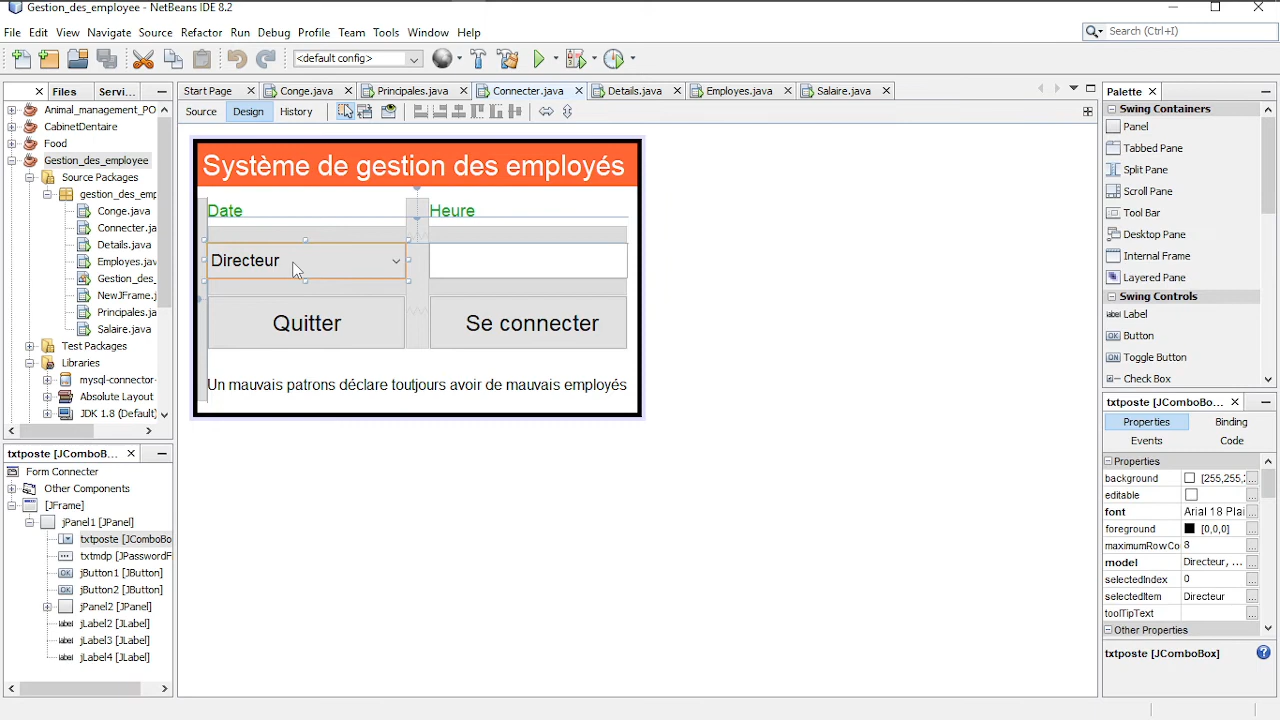 Gestion_des_employee - NetBeans IDE 8.2
File Edit View Navigate Source Refactor Run Debug Profile Team Tools Window Help
Search (Ctrl+I)
<default config>
Files Servi...
Start Page Conge.java Principales.java Connecter.java Details.java Employes.java Salaire.java
Source Design History
Animal_management_PO
CabinetDentaire
Food
Gestion_des_employee
Source Packages
gestion_des_emp
Conge.java
Connecter.ja
Details.java
Employes.jav
Gestion_des_
NewJFrame.j
Principales.ja
Salaire.java
Test Packages
Libraries
mysql-connector-
Absolute Layout
JDK 1.8 (Default)
Système de gestion des employés
Date Heure
Directeur
Quitter Se connecter
Un mauvais patrons déclare toutjours avoir de mauvais employés
txtposte [JComboB...
Form Connecter
Other Components
[JFrame]
jPanel1 [JPanel]
txtposte [JComboBo
txtmdp [JPasswordF
jButton1 [JButton]
jButton2 [JButton]
jPanel2 [JPanel]
jLabel2 [JLabel]
jLabel3 [JLabel]
jLabel4 [JLabel]
Palette
Swing Containers
Panel
Tabbed Pane
Split Pane
Scroll Pane
Tool Bar
Desktop Pane
Internal Frame
Layered Pane
Swing Controls
Label
Button
Toggle Button
Check Box
txtposte [JComboBo...
Properties Binding
Events Code
Properties
background [255,255,2
editable
font Arial 18 Plai
foreground [0,0,0]
maximumRowCo 8
model Directeur, ...
selectedIndex 0
selectedItem Directeur
toolTipText
Other Properties
txtposte [JComboBox]